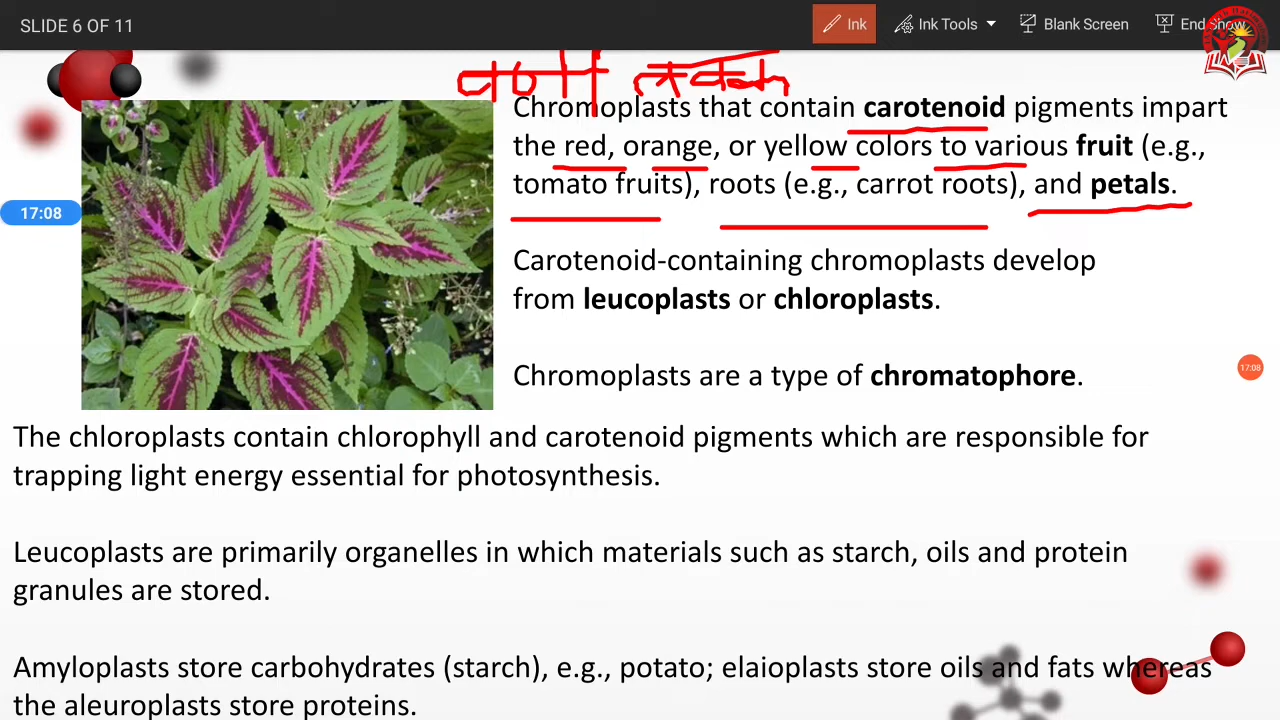 SLIDE 6 OF 11
Ink
Ink Tools
Blank Screen
End Show
Chromoplasts that contain carotenoid pigments impart
the red, orange, or yellow colors to various fruit (e.g.,
tomato fruits), roots (e.g., carrot roots), and petals.
17:08
Carotenoid-containing chromoplasts develop
from leucoplasts or chloroplasts.
Chromoplasts are a type of chromatophore.
17:08
The chloroplasts contain chlorophyll and carotenoid pigments which are responsible for
trapping light energy essential for photosynthesis.
Leucoplasts are primarily organelles in which materials such as starch, oils and protein
granules are stored.
Amyloplasts store carbohydrates (starch), e.g., potato; elaioplasts store oils and fats whereas
the aleuroplasts store proteins.